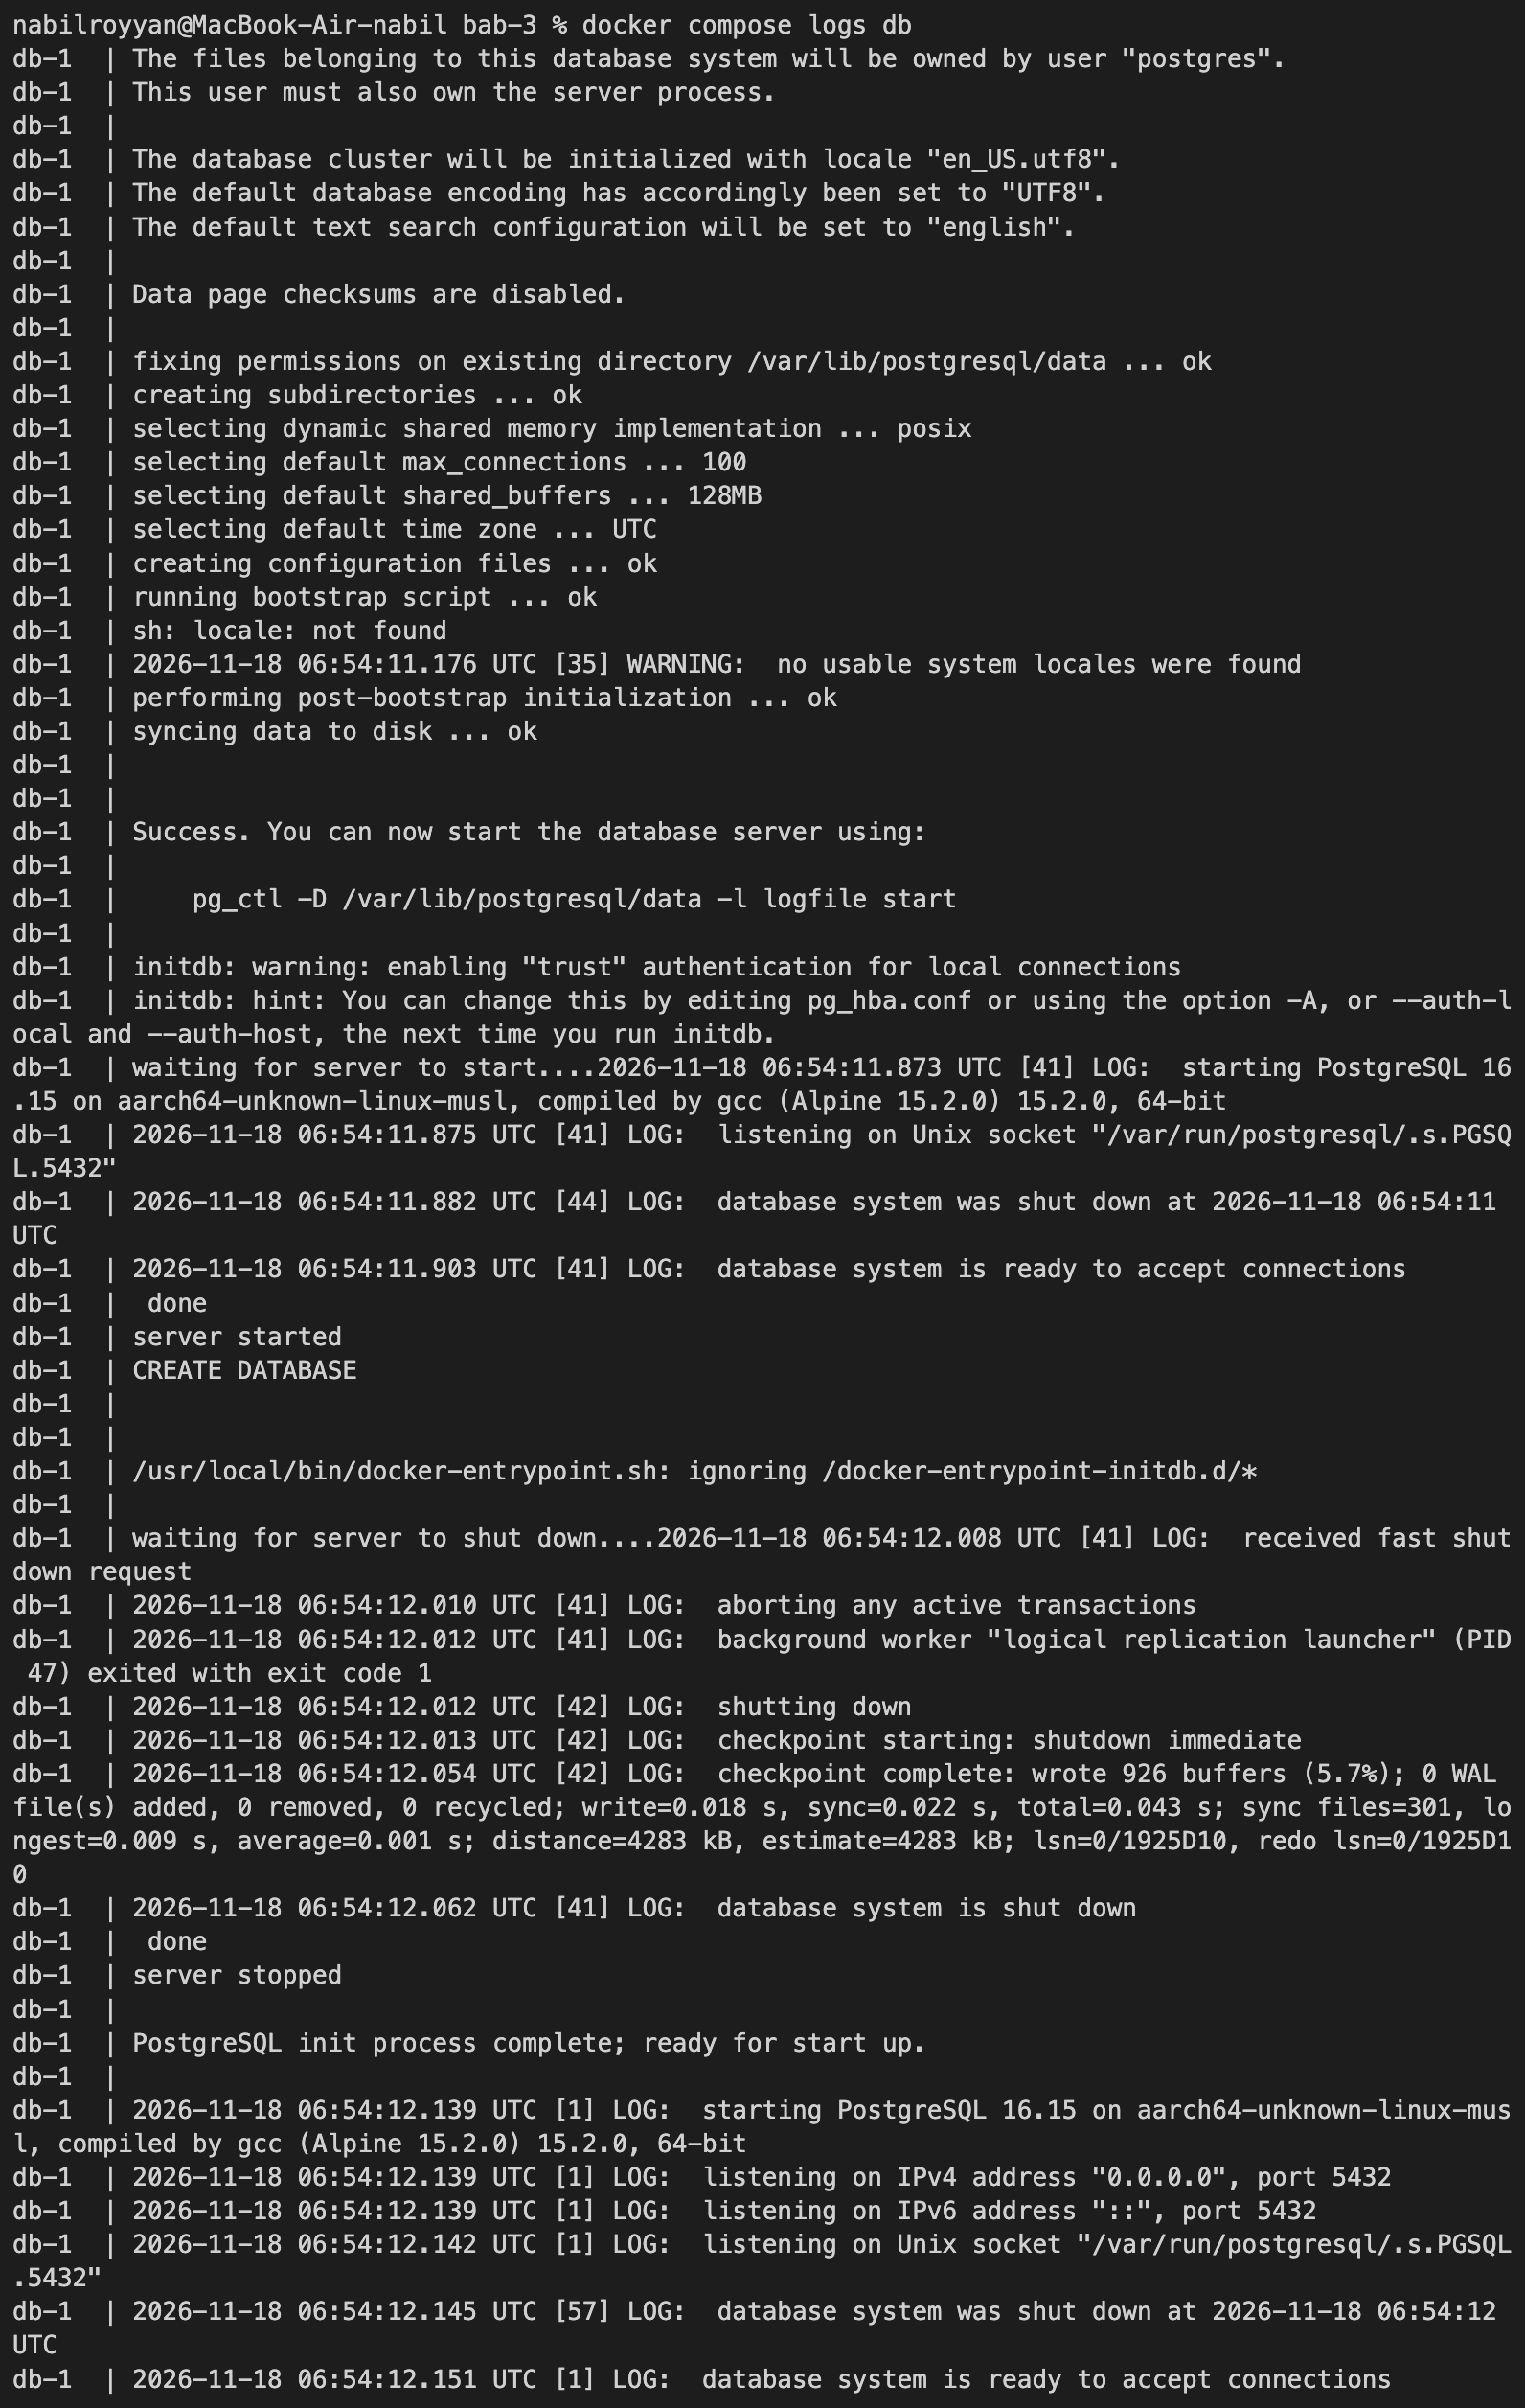 nabilroyyan@MacBook-Air-nabil bab-3 % docker compose logs db
db-1  | The files belonging to this database system will be owned by user "postgres".
db-1  | This user must also own the server process.
db-1  |
db-1  | The database cluster will be initialized with locale "en_US.utf8".
db-1  | The default database encoding has accordingly been set to "UTF8".
db-1  | The default text search configuration will be set to "english".
db-1  |
db-1  | Data page checksums are disabled.
db-1  |
db-1  | fixing permissions on existing directory /var/lib/postgresql/data ... ok
db-1  | creating subdirectories ... ok
db-1  | selecting dynamic shared memory implementation ... posix
db-1  | selecting default max_connections ... 100
db-1  | selecting default shared_buffers ... 128MB
db-1  | selecting default time zone ... UTC
db-1  | creating configuration files ... ok
db-1  | running bootstrap script ... ok
db-1  | sh: locale: not found
db-1  | 2026-11-18 06:54:11.176 UTC [35] WARNING:  no usable system locales were found
db-1  | performing post-bootstrap initialization ... ok
db-1  | syncing data to disk ... ok
db-1  |
db-1  |
db-1  | Success. You can now start the database server using:
db-1  |
db-1  |     pg_ctl -D /var/lib/postgresql/data -l logfile start
db-1  |
db-1  | initdb: warning: enabling "trust" authentication for local connections
db-1  | initdb: hint: You can change this by editing pg_hba.conf or using the option -A, or --auth-l
ocal and --auth-host, the next time you run initdb.
db-1  | waiting for server to start....2026-11-18 06:54:11.873 UTC [41] LOG:  starting PostgreSQL 16
.15 on aarch64-unknown-linux-musl, compiled by gcc (Alpine 15.2.0) 15.2.0, 64-bit
db-1  | 2026-11-18 06:54:11.875 UTC [41] LOG:  listening on Unix socket "/var/run/postgresql/.s.PGSQ
L.5432"
db-1  | 2026-11-18 06:54:11.882 UTC [44] LOG:  database system was shut down at 2026-11-18 06:54:11
UTC
db-1  | 2026-11-18 06:54:11.903 UTC [41] LOG:  database system is ready to accept connections
db-1  |  done
db-1  | server started
db-1  | CREATE DATABASE
db-1  |
db-1  |
db-1  | /usr/local/bin/docker-entrypoint.sh: ignoring /docker-entrypoint-initdb.d/*
db-1  |
db-1  | waiting for server to shut down....2026-11-18 06:54:12.008 UTC [41] LOG:  received fast shut
down request
db-1  | 2026-11-18 06:54:12.010 UTC [41] LOG:  aborting any active transactions
db-1  | 2026-11-18 06:54:12.012 UTC [41] LOG:  background worker "logical replication launcher" (PID
 47) exited with exit code 1
db-1  | 2026-11-18 06:54:12.012 UTC [42] LOG:  shutting down
db-1  | 2026-11-18 06:54:12.013 UTC [42] LOG:  checkpoint starting: shutdown immediate
db-1  | 2026-11-18 06:54:12.054 UTC [42] LOG:  checkpoint complete: wrote 926 buffers (5.7%); 0 WAL
file(s) added, 0 removed, 0 recycled; write=0.018 s, sync=0.022 s, total=0.043 s; sync files=301, lo
ngest=0.009 s, average=0.001 s; distance=4283 kB, estimate=4283 kB; lsn=0/1925D10, redo lsn=0/1925D1
0
db-1  | 2026-11-18 06:54:12.062 UTC [41] LOG:  database system is shut down
db-1  |  done
db-1  | server stopped
db-1  |
db-1  | PostgreSQL init process complete; ready for start up.
db-1  |
db-1  | 2026-11-18 06:54:12.139 UTC [1] LOG:  starting PostgreSQL 16.15 on aarch64-unknown-linux-mus
l, compiled by gcc (Alpine 15.2.0) 15.2.0, 64-bit
db-1  | 2026-11-18 06:54:12.139 UTC [1] LOG:  listening on IPv4 address "0.0.0.0", port 5432
db-1  | 2026-11-18 06:54:12.139 UTC [1] LOG:  listening on IPv6 address "::", port 5432
db-1  | 2026-11-18 06:54:12.142 UTC [1] LOG:  listening on Unix socket "/var/run/postgresql/.s.PGSQL
.5432"
db-1  | 2026-11-18 06:54:12.145 UTC [57] LOG:  database system was shut down at 2026-11-18 06:54:12
UTC
db-1  | 2026-11-18 06:54:12.151 UTC [1] LOG:  database system is ready to accept connections